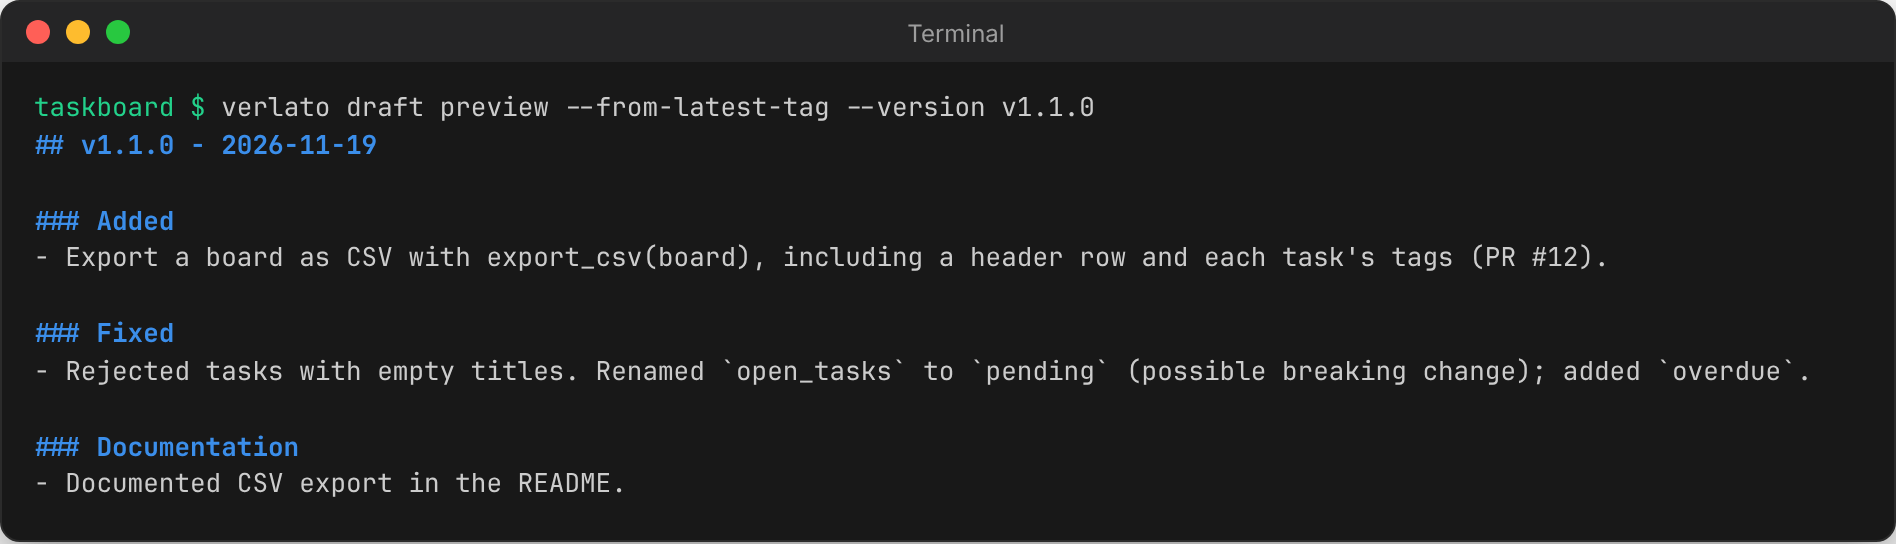 Terminal
taskboard $ verlato draft preview --from-latest-tag --version v1.1.0
## v1.1.0 - 2026-11-19
### Added
- Export a board as CSV with export_csv(board), including a header row and each task's tags (PR #12).
### Fixed
- Rejected tasks with empty titles. Renamed `open_tasks` to `pending` (possible breaking change); added `overdue`.
### Documentation
- Documented CSV export in the README.